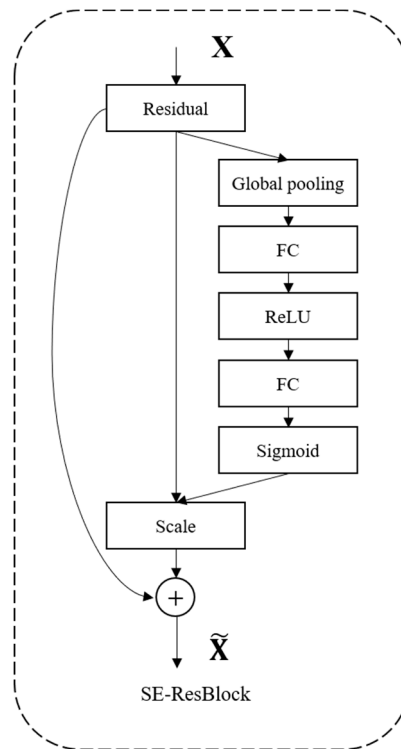 X
Residual
Global pooling
FC
ReLU
FC
Sigmoid
Scale
+
X̃
SE-ResBlock